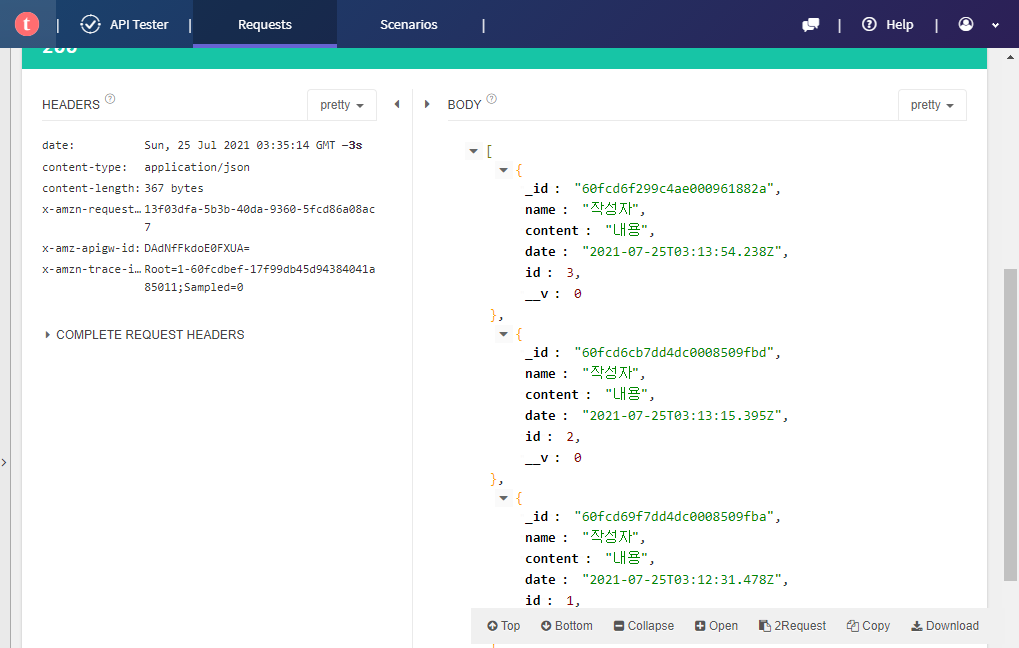 t | API Tester | Requests Scenarios | | Help |
200
HEADERS ? pretty
date: Sun, 25 Jul 2021 03:35:14 GMT −3s
content-type: application/json
content-length: 367 bytes
x-amzn-request… 13f03dfa-5b3b-40da-9360-5fcd86a08ac
7
x-amz-apigw-id: DAdNfFkdoE0FXUA=
x-amzn-trace-i… Root=1-60fcdbef-17f99db45d94384041a
85011;Sampled=0
COMPLETE REQUEST HEADERS
BODY ? pretty
[
{
_id : "60fcd6f299c4ae000961882a",
name : "작성자",
content : "내용",
date : "2021-07-25T03:13:54.238Z",
id : 3,
__v : 0
},
{
_id : "60fcd6cb7dd4dc0008509fbd",
name : "작성자",
content : "내용",
date : "2021-07-25T03:13:15.395Z",
id : 2,
__v : 0
},
{
_id : "60fcd69f7dd4dc0008509fba",
name : "작성자",
content : "내용",
date : "2021-07-25T03:12:31.478Z",
id : 1,
Top Bottom Collapse Open 2Request Copy Download